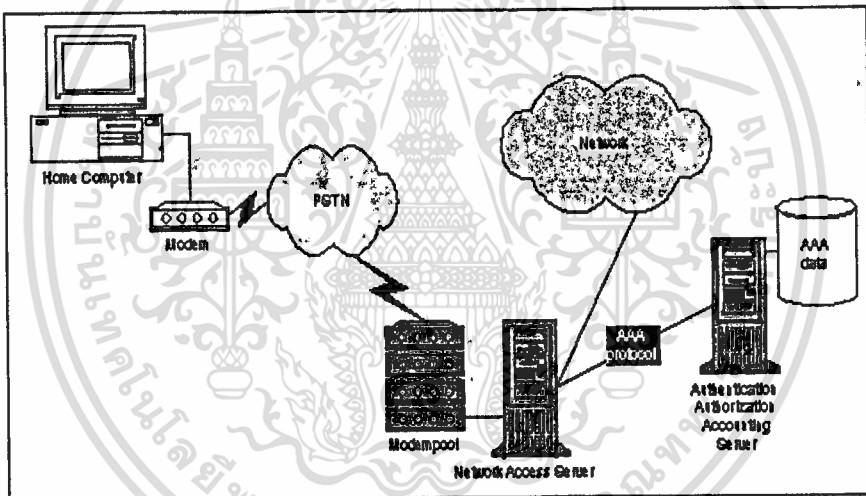 Home Computer
Modem
PSTN
Network
AAA
data
AAA
protocol
Modempool
Network Access Server
Authentication
Authorization
Accounting
Server